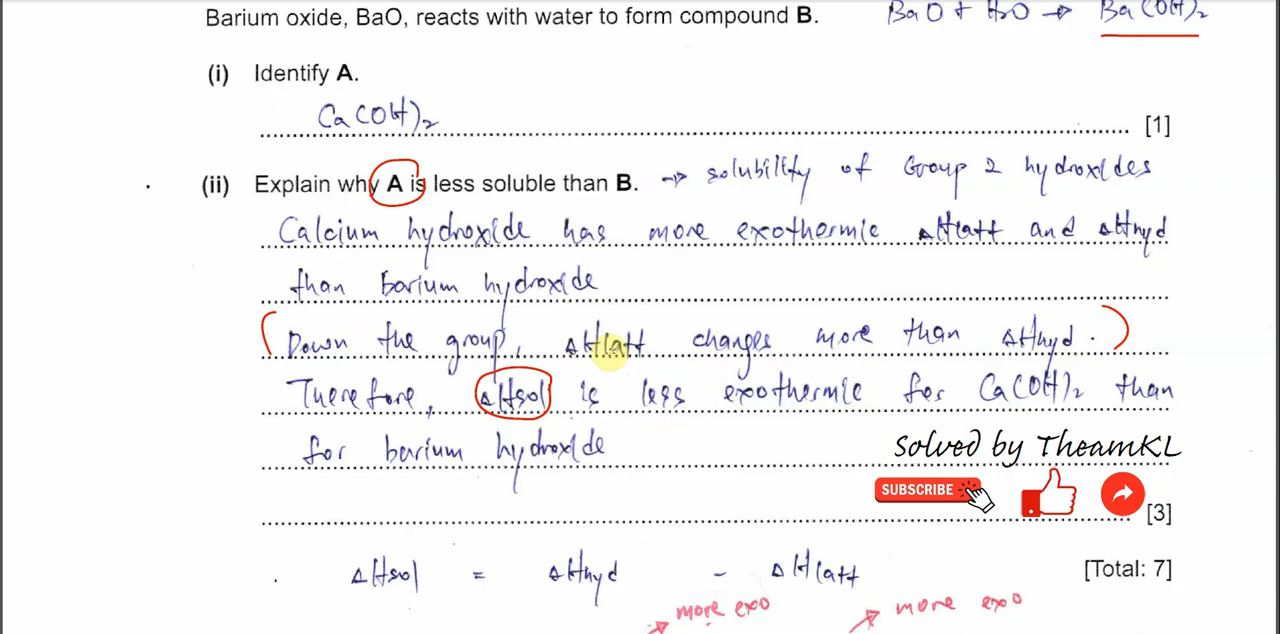 Barium oxide, BaO, reacts with water to form compound B. BaO + H2O → Ba(OH)2
(i) Identify A.
Ca(OH)2
[1]
(ii) Explain why A is less soluble than B. → solubility of Group 2 hydroxides
Calcium hydroxide has more exothermic ΔHlatt and ΔHhyd
than barium hydroxide
(Down the group, ΔHlatt changes more than ΔHhyd.)
Therefore, ΔHsol is less exothermic for Ca(OH)2 than
for barium hydroxide
Solved by TheamKL
SUBSCRIBE
[3]
ΔHsol = ΔHhyd - ΔHlatt [Total: 7]
more exo more exo